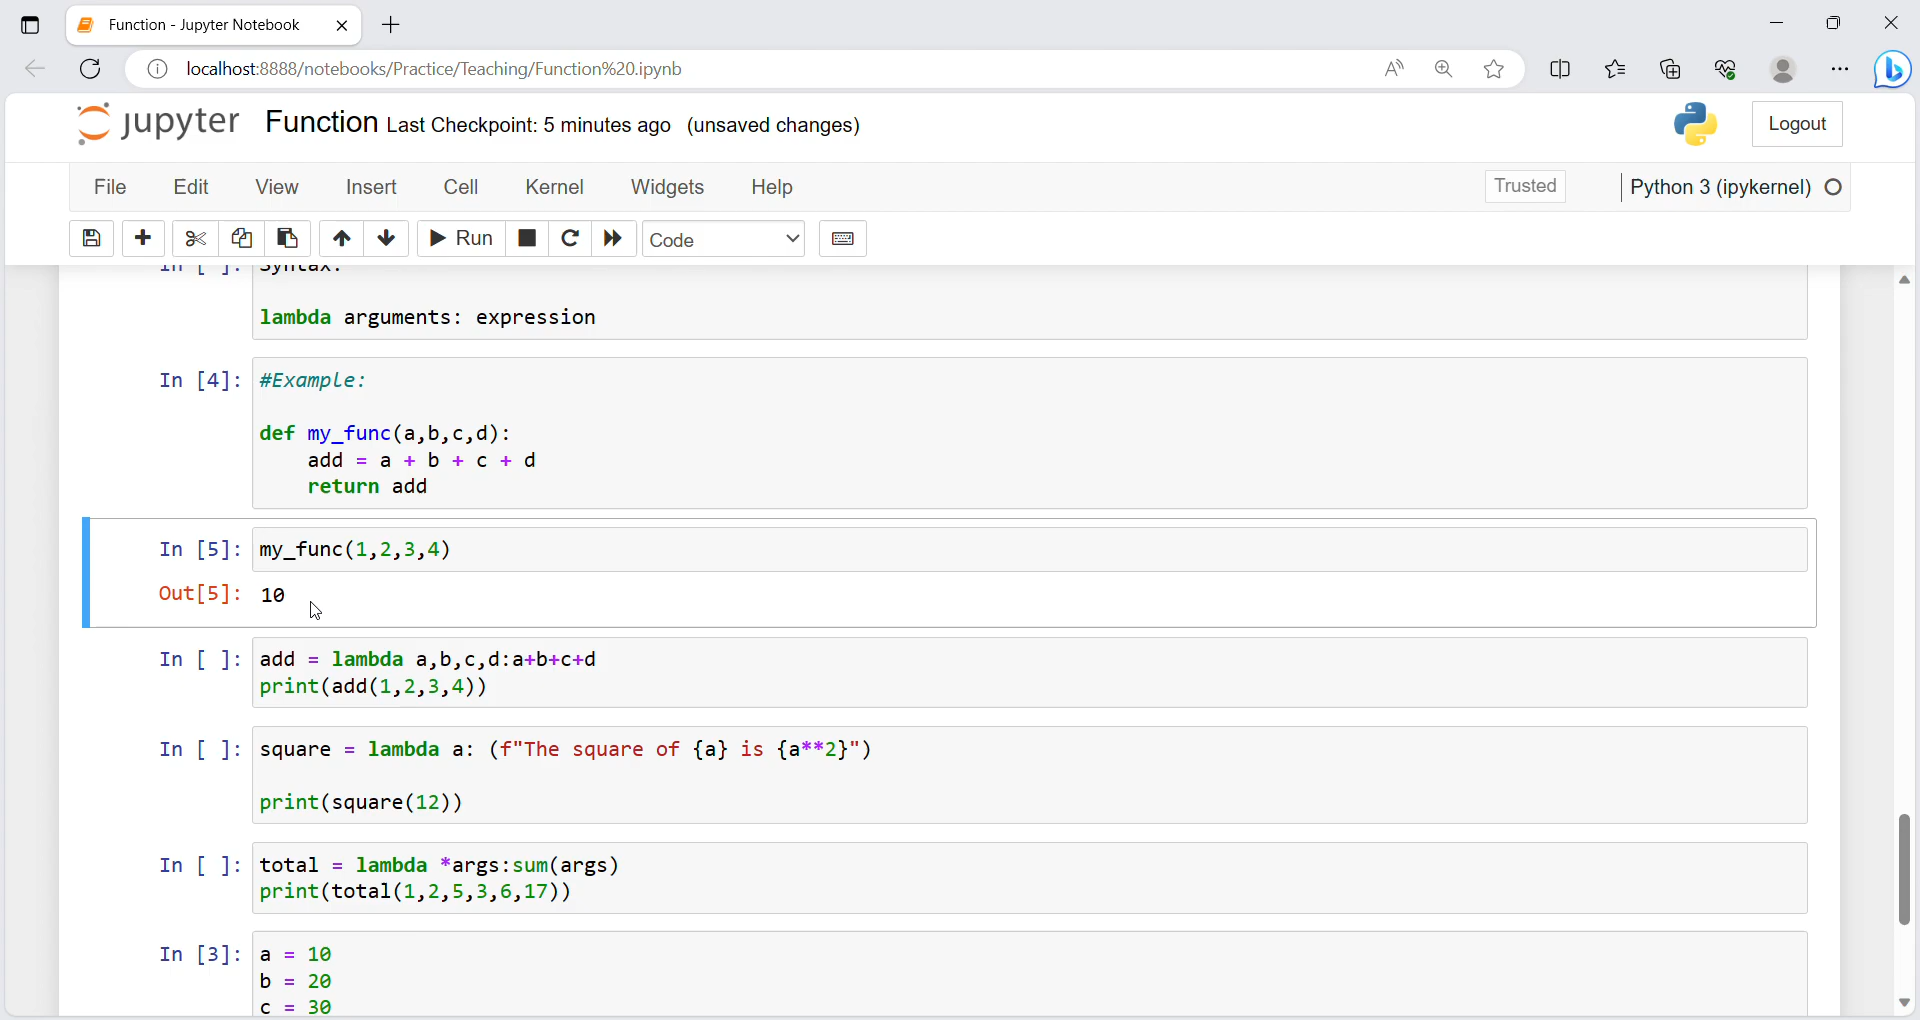 Function - Jupyter Notebook
localhost:8888/notebooks/Practice/Teaching/Function%20.ipynb
jupyter Function Last Checkpoint: 5 minutes ago (unsaved changes)
Logout
File Edit View Insert Cell Kernel Widgets Help
Trusted
Python 3 (ipykernel)
Run
Code
In [ ]: Syntax:
lambda arguments: expression
In [4]: #Example:
def my_func(a,b,c,d):
    add = a + b + c + d
    return add
In [5]: my_func(1,2,3,4)
Out[5]: 10
In [ ]: add = lambda a,b,c,d:a+b+c+d
print(add(1,2,3,4))
In [ ]: square = lambda a: (f"The square of {a} is {a**2}")
print(square(12))
In [ ]: total = lambda *args:sum(args)
print(total(1,2,5,3,6,17))
In [3]: a = 10
b = 20
c = 30